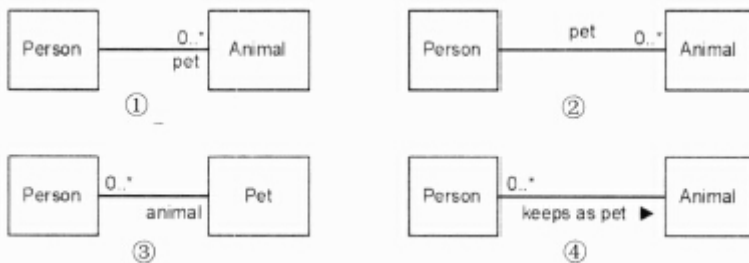 Person 0..* pet Animal
①
Person pet 0..* Animal
②
Person 0..* animal Pet
③
Person 0..* keeps as pet ► Animal
④